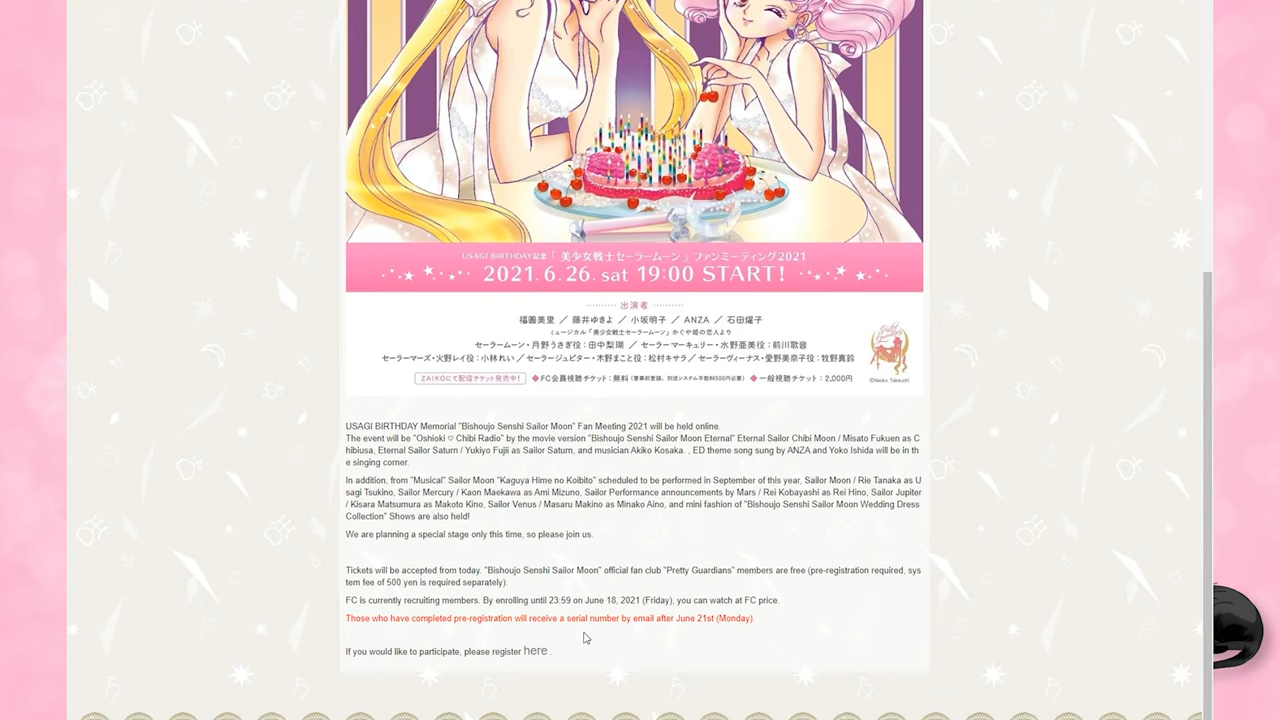 USAGI BIRTHDAY記念「美少女戦士セーラームーン」ファンミーティング2021
2021.6.26. sat 19:00 START!
出演者
福圓美里 ／ 藤井ゆきよ ／ 小坂明子 ／ ANZA ／ 石田燿子
ミュージカル「美少女戦士セーラームーン」かぐや姫の恋人より
セーラームーン・月野うさぎ役：田中梨瑚 ／ セーラーマーキュリー・水野亜美役：前川歌音
セーラーマーズ・火野レイ役：小林れい ／ セーラージュピター・木野まこと役：松村キサラ ／ セーラーヴィーナス・愛野美奈子役：牧野真鈴
ZAIKOにて配信チケット発売中！ ◆FC会員視聴チケット：無料（要事前登録、別途システム手数料500円必要） ◆一般視聴チケット：2,000円
©Naoko Takeuchi
USAGI BIRTHDAY Memorial "Bishoujo Senshi Sailor Moon" Fan Meeting 2021 will be held online.
The event will be "Oshioki ♡ Chibi Radio" by the movie version "Bishoujo Senshi Sailor Moon Eternal" Eternal Sailor Chibi Moon / Misato Fukuen as C
hibiusa, Eternal Sailor Saturn / Yukiyo Fujii as Sailor Saturn, and musician Akiko Kosaka. , ED theme song sung by ANZA and Yoko Ishida will be in th
e singing corner.
In addition, from "Musical" Sailor Moon "Kaguya Hime no Koibito" scheduled to be performed in September of this year, Sailor Moon / Rie Tanaka as U
sagi Tsukino, Sailor Mercury / Kaon Maekawa as Ami Mizuno, Sailor Performance announcements by Mars / Rei Kobayashi as Rei Hino, Sailor Jupiter
/ Kisara Matsumura as Makoto Kino, Sailor Venus / Masaru Makino as Minako Aino, and mini fashion of "Bishoujo Senshi Sailor Moon Wedding Dress
Collection" Shows are also held!
We are planning a special stage only this time, so please join us.
Tickets will be accepted from today. "Bishoujo Senshi Sailor Moon" official fan club "Pretty Guardians" members are free (pre-registration required, sys
tem fee of 500 yen is required separately).
FC is currently recruiting members. By enrolling until 23:59 on June 18, 2021 (Friday), you can watch at FC price.
Those who have completed pre-registration will receive a serial number by email after June 21st (Monday).
If you would like to participate, please register here .